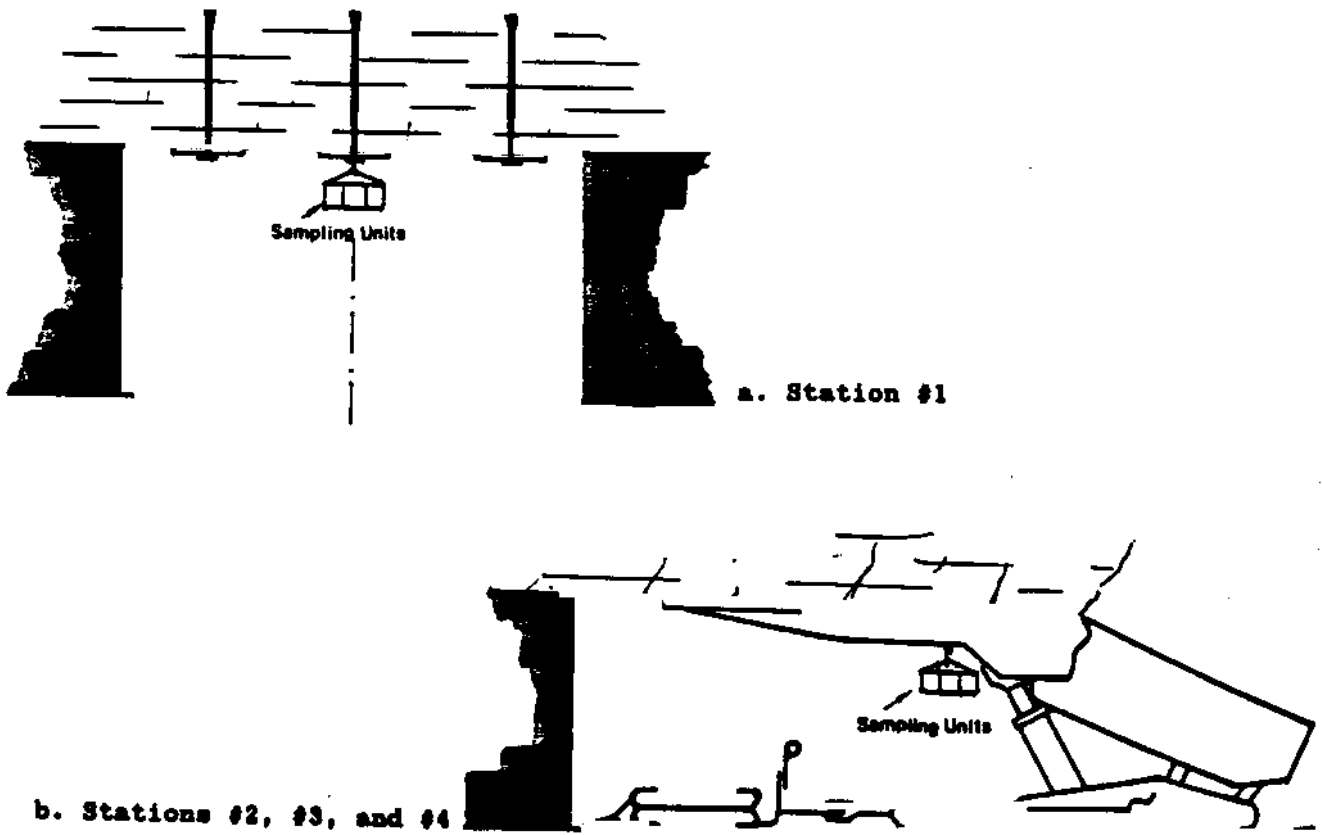 Sampling Units
a. Station #1
Sampling Units
b. Stations #2, #3, and #4